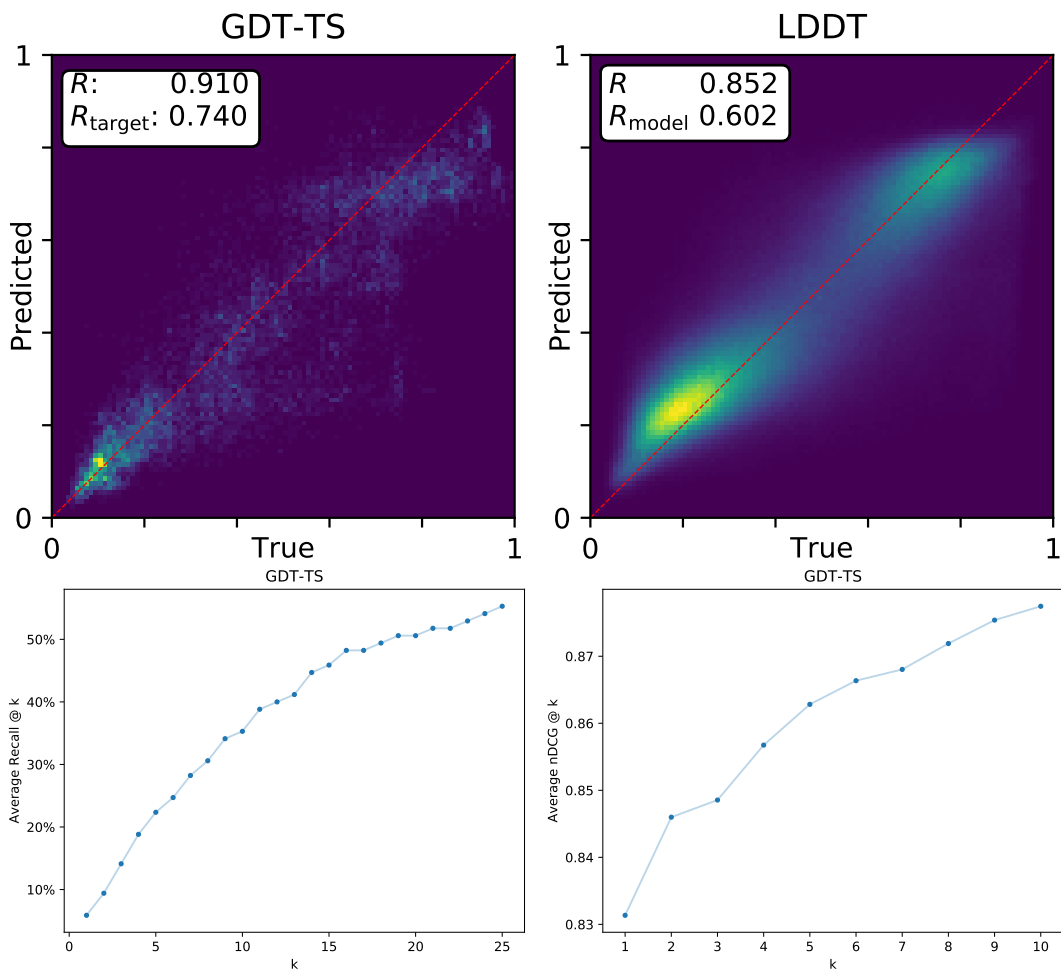 GDT-TS
1
R: 0.910
Rtarget: 0.740
Predicted
0
0
True
1
LDDT
1
R 0.852
Rmodel 0.602
Predicted
0
0
True
1
GDT-TS
50%
40%
30%
20%
10%
Average Recall @ k
0 5 10 15 20 25
k
GDT-TS
0.87
0.86
0.85
0.84
0.83
Average nDCG @ k
1 2 3 4 5 6 7 8 9 10
k